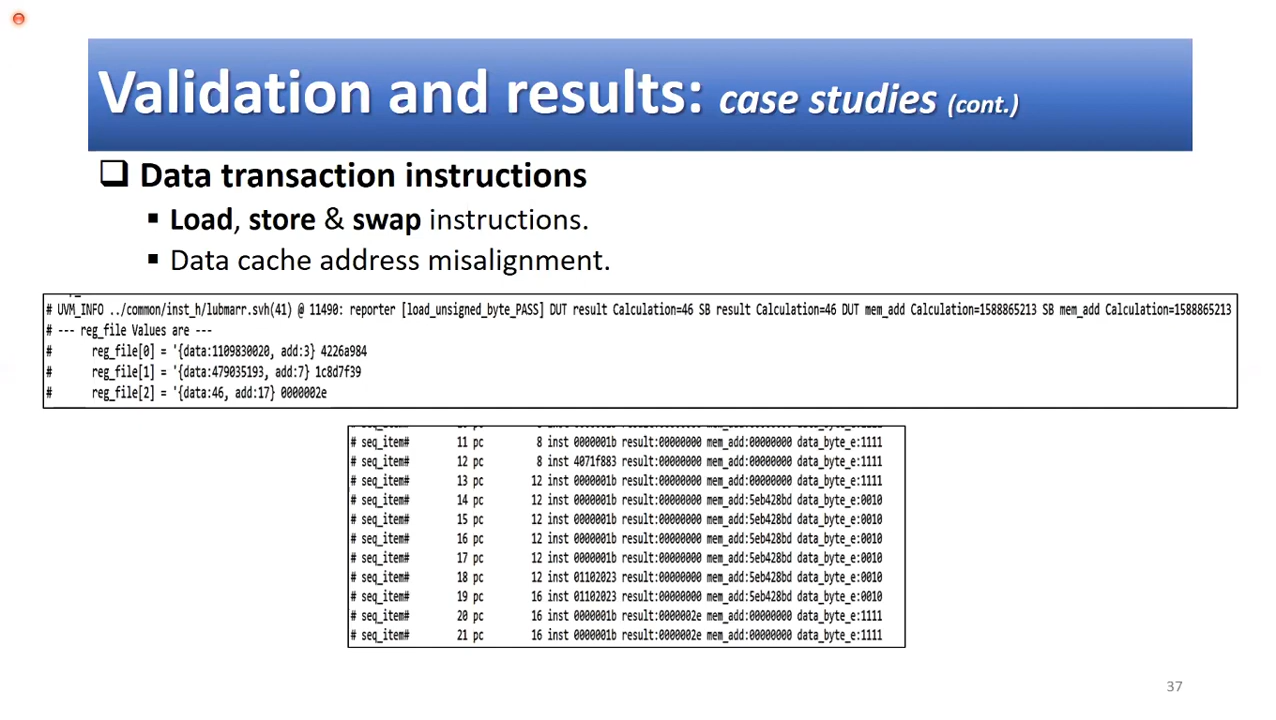 Validation and results: case studies (cont.)
Data transaction instructions
Load, store & swap instructions.
Data cache address misalignment.
# UVM_INFO ../common/inst_h/lubmarr.svh(41) @ 11490: reporter [load_unsigned_byte_PASS] DUT result Calculation=46 SB result Calculation=46 DUT mem_add Calculation=1588865213 SB mem_add Calculation=1588865213
# --- reg_file Values are ---
# reg_file[0] = '{data:1109830020, add:3} 4226a984
# reg_file[1] = '{data:479035193, add:7} 1c8d7f39
# reg_file[2] = '{data:46, add:17} 0000002e
# seq_item# 11 pc 8 inst 0000001b result:00000000 mem_add:00000000 data_byte_e:1111
# seq_item# 12 pc 8 inst 4071f883 result:00000000 mem_add:00000000 data_byte_e:1111
# seq_item# 13 pc 12 inst 0000001b result:00000000 mem_add:00000000 data_byte_e:1111
# seq_item# 14 pc 12 inst 0000001b result:00000000 mem_add:5eb428bd data_byte_e:0010
# seq_item# 15 pc 12 inst 0000001b result:00000000 mem_add:5eb428bd data_byte_e:0010
# seq_item# 16 pc 12 inst 0000001b result:00000000 mem_add:5eb428bd data_byte_e:0010
# seq_item# 17 pc 12 inst 0000001b result:00000000 mem_add:5eb428bd data_byte_e:0010
# seq_item# 18 pc 12 inst 01102023 result:00000000 mem_add:5eb428bd data_byte_e:0010
# seq_item# 19 pc 16 inst 01102023 result:00000000 mem_add:5eb428bd data_byte_e:0010
# seq_item# 20 pc 16 inst 0000001b result:0000002e mem_add:00000000 data_byte_e:1111
# seq_item# 21 pc 16 inst 0000001b result:0000002e mem_add:00000000 data_byte_e:1111
37